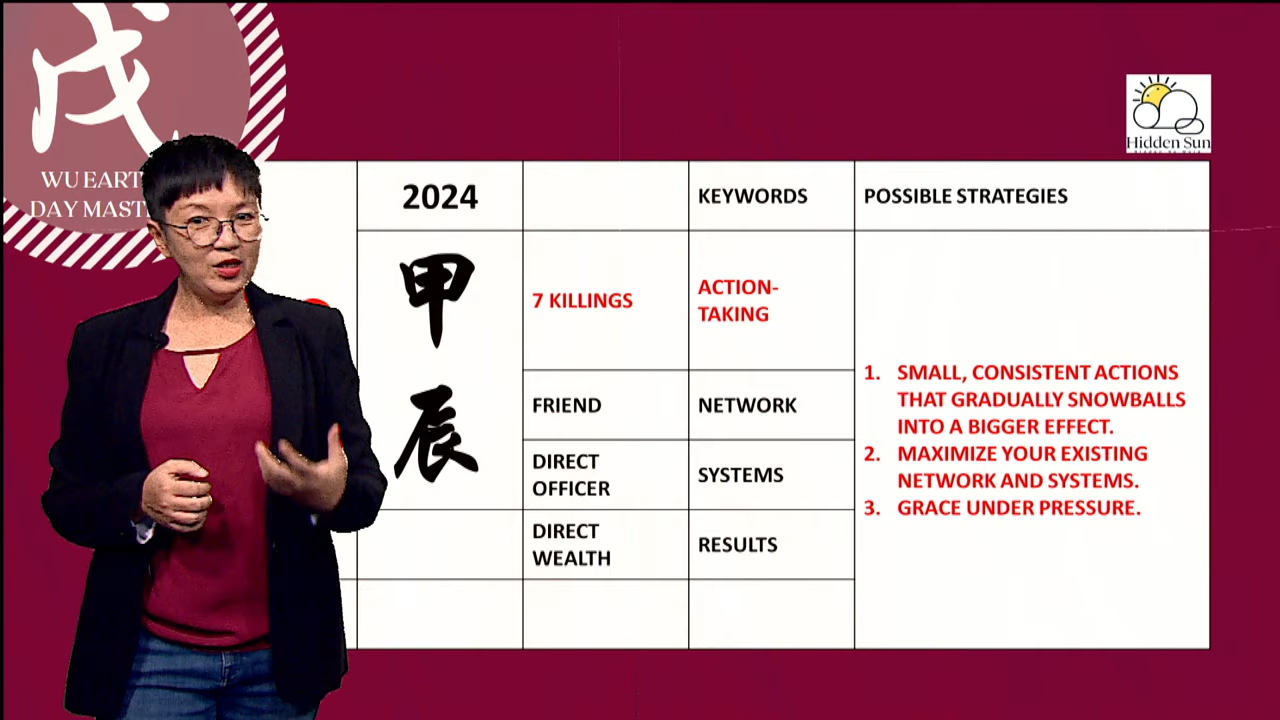 戊
WU EART
DAY MAST
Hidden Sun
2024
KEYWORDS
POSSIBLE STRATEGIES
甲
辰
7 KILLINGS
ACTION-
TAKING
FRIEND
NETWORK
DIRECT
OFFICER
SYSTEMS
DIRECT
WEALTH
RESULTS
1. SMALL, CONSISTENT ACTIONS
THAT GRADUALLY SNOWBALLS
INTO A BIGGER EFFECT.
2. MAXIMIZE YOUR EXISTING
NETWORK AND SYSTEMS.
3. GRACE UNDER PRESSURE.